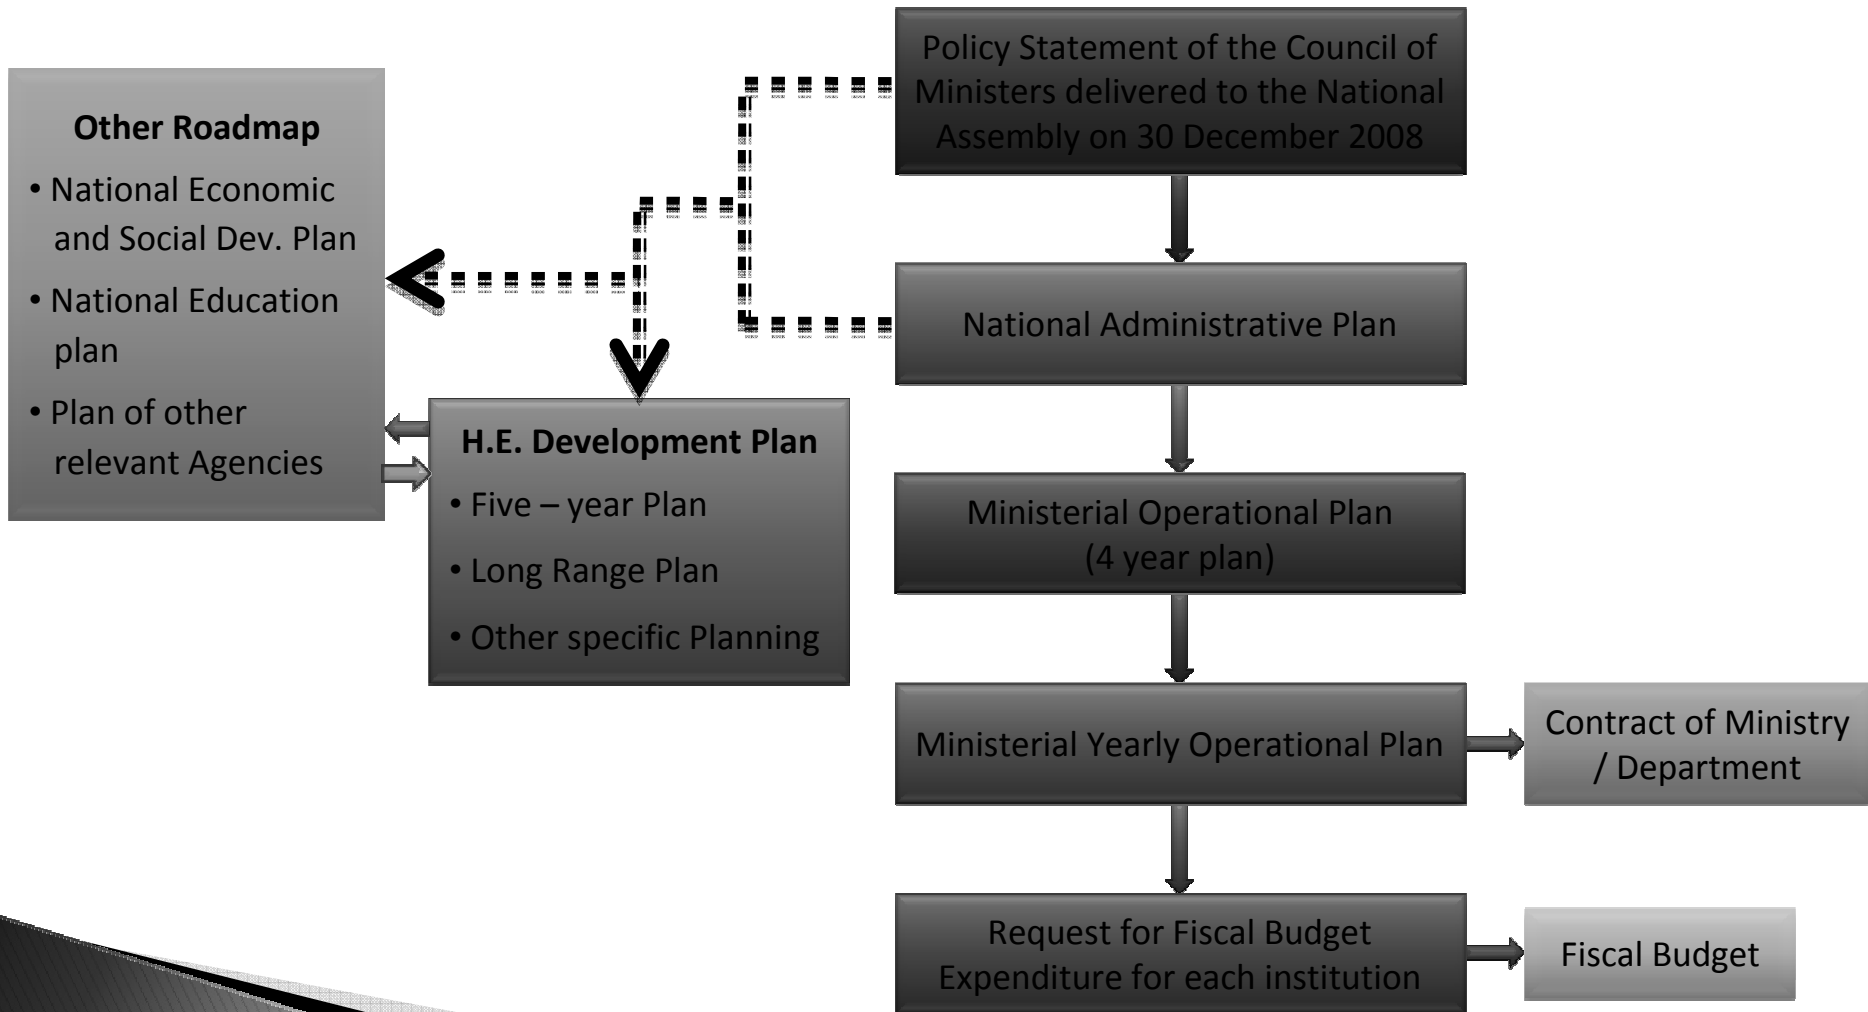 Policy Statement of the Council of
Ministers delivered to the National
Assembly on 30 December 2008
Other Roadmap
• National Economic
and Social Dev. Plan
• National Education
plan
• Plan of other
relevant Agencies
National Administrative Plan
H.E. Development Plan
• Five – year Plan
• Long Range Plan
• Other specific Planning
Ministerial Operational Plan
(4 year plan)
Ministerial Yearly Operational Plan
Contract of Ministry
/ Department
Request for Fiscal Budget
Expenditure for each institution
Fiscal Budget